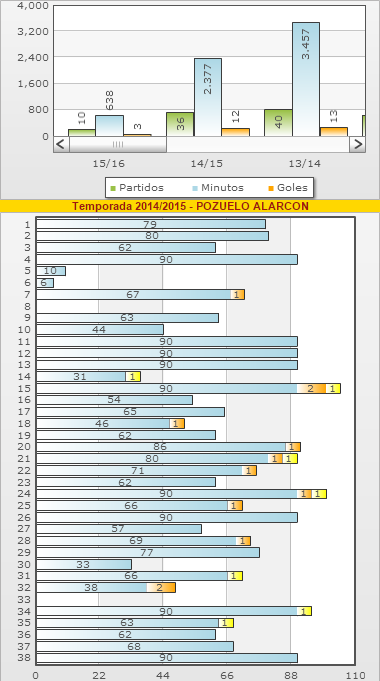 4,000
3,200
2,400
1,600
800
0
10 638 3 36 2.377 12 40 3.457 13
15/16 14/15 13/14
Partidos Minutos Goles
Temporada 2014/2015 - POZUELO ALARCON
1 79
2 80
3 62
4 90
5 10
6 6
7 67 1
8
9 63
10 44
11 90
12 90
13 90
14 31 1
15 90 2 1
16 54
17 65
18 46 1
19 62
20 86 1
21 80 1 1
22 71 1
23 62
24 90 1 1
25 66 1
26 90
27 57
28 69 1
29 77
30 33
31 66 1
32 38 2
33
34 90 1
35 63 1
36 62
37 68
38 90
0 22 44 66 88 110